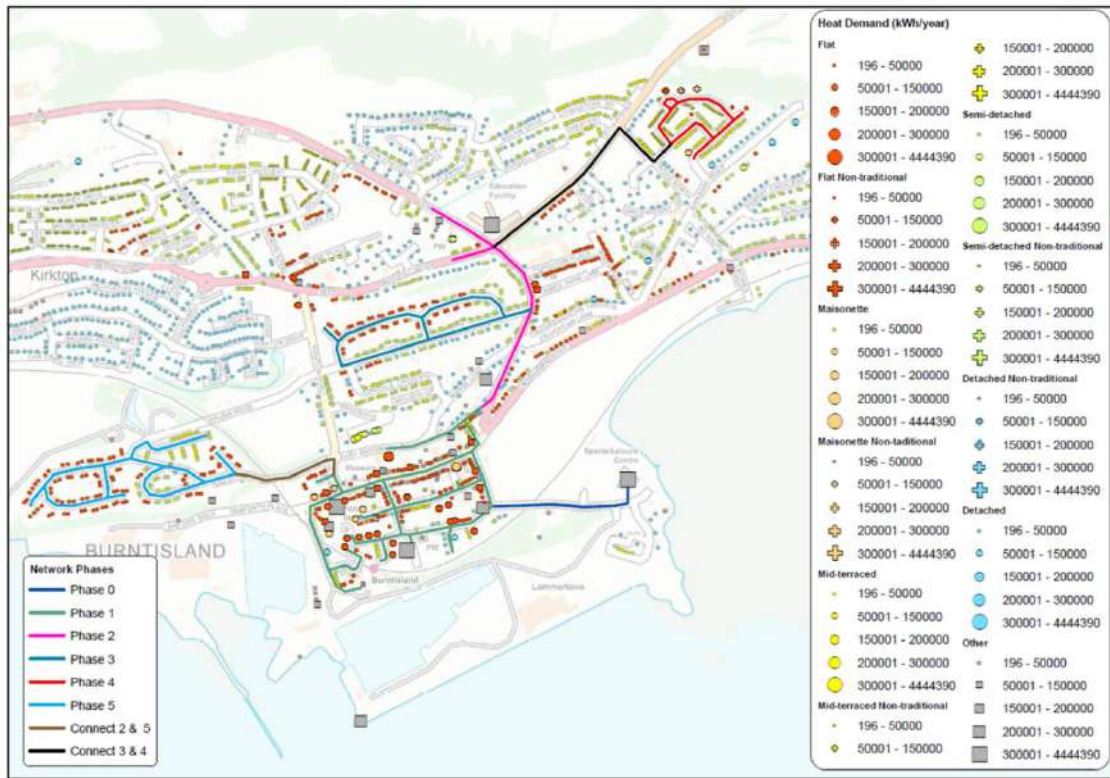 Education
Facility
PW
Kirkton
PW
Sports/Leisure
Centre
Museum
BURNTISLAND
PW
Burntisland
Lammerlaws
Network Phases
Phase 0
Phase 1
Phase 2
Phase 3
Phase 4
Phase 5
Connect 2 & 5
Connect 3 & 4
Heat Demand (kWh/year)
Flat
196 - 50000
50001 - 150000
150001 - 200000
200001 - 300000
300001 - 4444390
Flat Non-traditional
196 - 50000
50001 - 150000
150001 - 200000
200001 - 300000
300001 - 4444390
Maisonette
196 - 50000
50001 - 150000
150001 - 200000
200001 - 300000
300001 - 4444390
Maisonette Non-taditional
196 - 50000
50001 - 150000
150001 - 200000
200001 - 300000
300001 - 4444390
Mid-terraced
196 - 50000
50001 - 150000
150001 - 200000
200001 - 300000
300001 - 4444390
Mid-terraced Non-traditional
196 - 50000
50001 - 150000
150001 - 200000
200001 - 300000
300001 - 4444390
Semi-detached
196 - 50000
50001 - 150000
150001 - 200000
200001 - 300000
300001 - 4444390
Semi-detached Non-traditional
196 - 50000
50001 - 150000
150001 - 200000
200001 - 300000
300001 - 4444390
Detached Non-traditional
196 - 50000
50001 - 150000
150001 - 200000
200001 - 300000
300001 - 4444390
Detached
196 - 50000
50001 - 150000
150001 - 200000
200001 - 300000
300001 - 4444390
Other
196 - 50000
50001 - 150000
150001 - 200000
200001 - 300000
300001 - 4444390